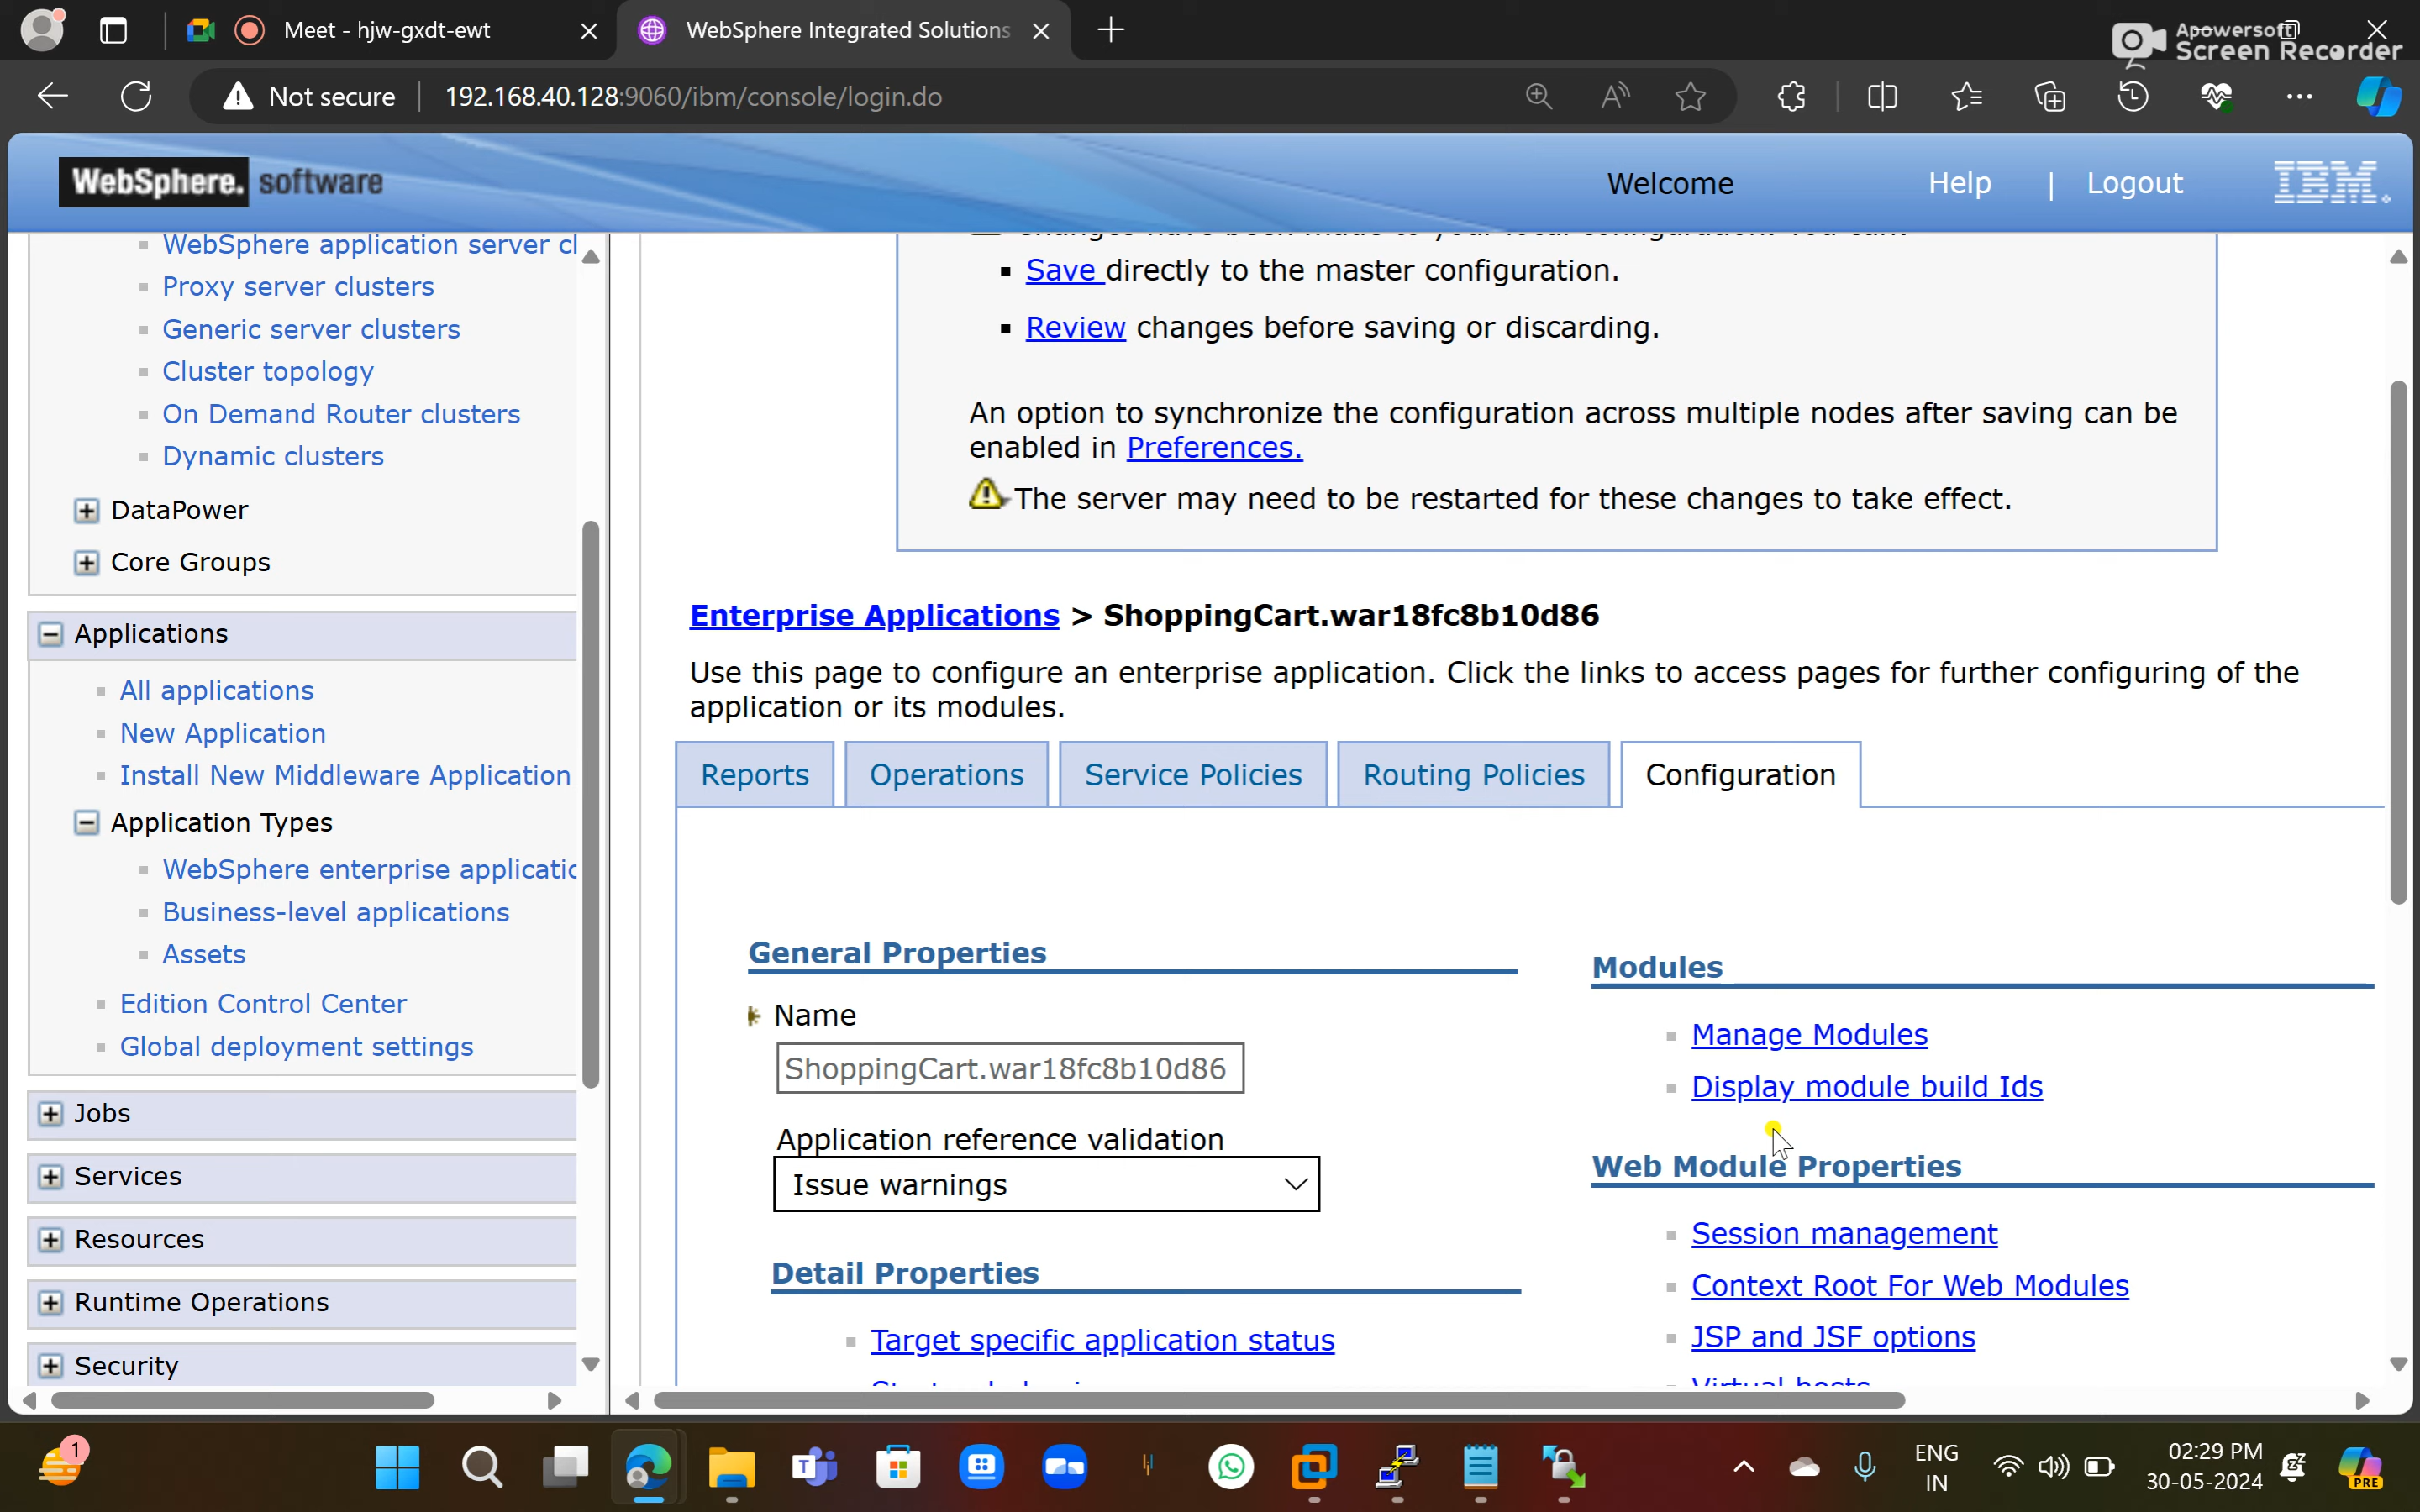 Meet - hjw-gxdt-ewt
WebSphere Integrated Solutions
Apowersoft
Screen Recorder
Not secure
192.168.40.128:9060/ibm/console/login.do
WebSphere. software
Welcome
Help | Logout
IBM.
WebSphere application server cl
Proxy server clusters
Generic server clusters
Cluster topology
On Demand Router clusters
Dynamic clusters
DataPower
Core Groups
Applications
All applications
New Application
Install New Middleware Application
Application Types
WebSphere enterprise applicatio
Business-level applications
Assets
Edition Control Center
Global deployment settings
Jobs
Services
Resources
Runtime Operations
Security
Save directly to the master configuration.
Review changes before saving or discarding.
An option to synchronize the configuration across multiple nodes after saving can be
enabled in Preferences.
The server may need to be restarted for these changes to take effect.
Enterprise Applications > ShoppingCart.war18fc8b10d86
Use this page to configure an enterprise application. Click the links to access pages for further configuring of the
application or its modules.
Reports
Operations
Service Policies
Routing Policies
Configuration
General Properties
Name
ShoppingCart.war18fc8b10d86
Application reference validation
Issue warnings
Detail Properties
Target specific application status
Modules
Manage Modules
Display module build Ids
Web Module Properties
Session management
Context Root For Web Modules
JSP and JSF options
Virtual hosts
1
ENG
IN
02:29 PM
30-05-2024
PRE